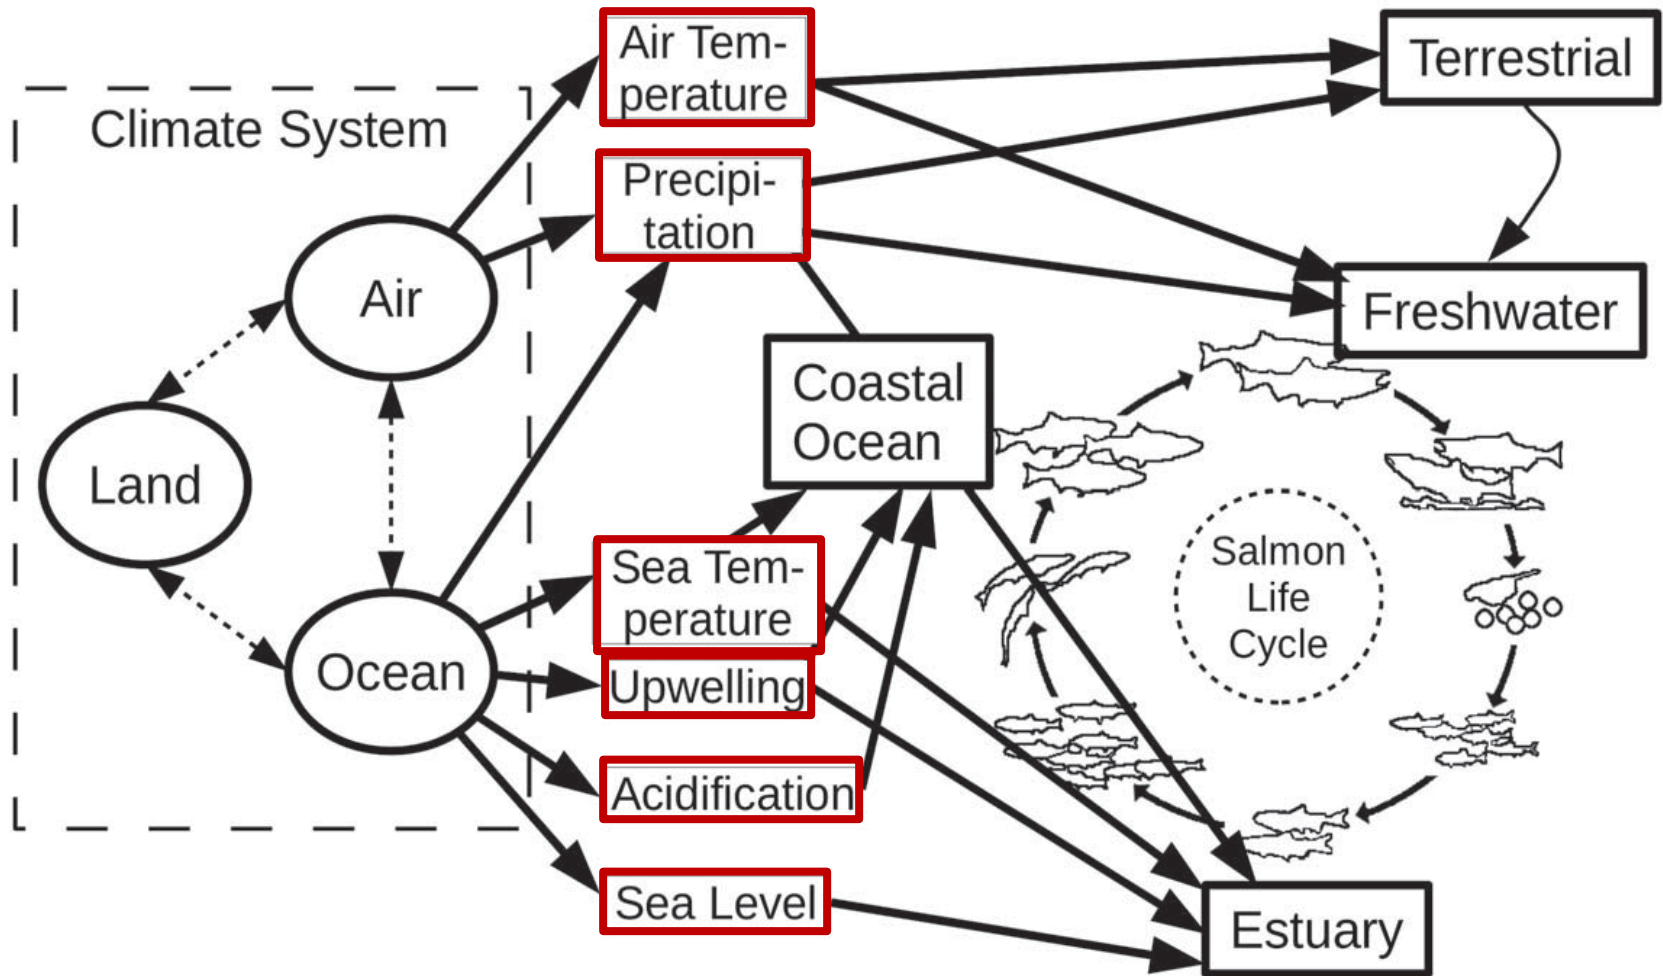 Air Tem-
perature
Terrestrial
Climate System
Precipi-
tation
Air
Freshwater
Coastal
Ocean
Land
Sea Tem-
perature
Salmon
Life
Cycle
Ocean
Upwelling
Acidification
Sea Level
Estuary